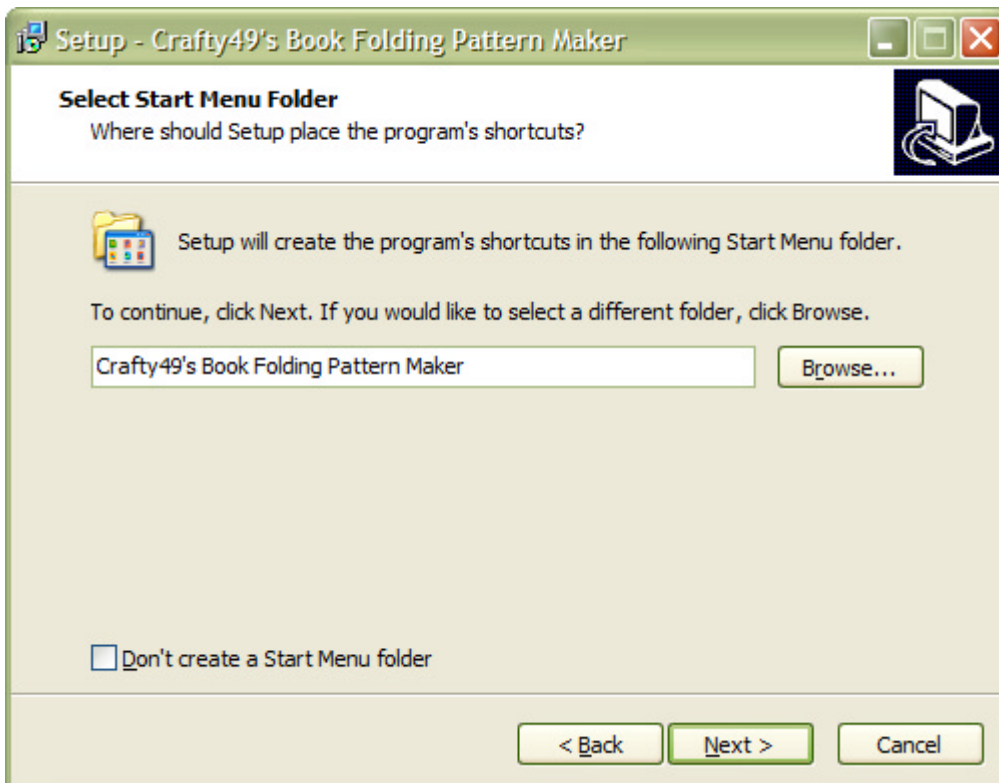 Setup - Crafty49's Book Folding Pattern Maker
Select Start Menu Folder
Where should Setup place the program's shortcuts?
Setup will create the program's shortcuts in the following Start Menu folder.
To continue, click Next. If you would like to select a different folder, click Browse.
Crafty49's Book Folding Pattern Maker
Browse...
Don't create a Start Menu folder
< Back
Next >
Cancel